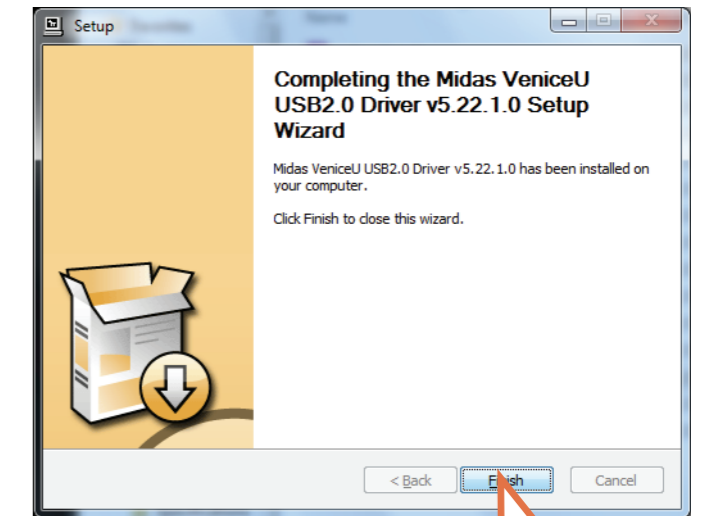 Setup
Completing the Midas VeniceU
USB2.0 Driver v5.22.1.0 Setup
Wizard
Midas VeniceU USB2.0 Driver v5.22.1.0 has been installed on
your computer.
Click Finish to close this wizard.
< Back
Finish
Cancel